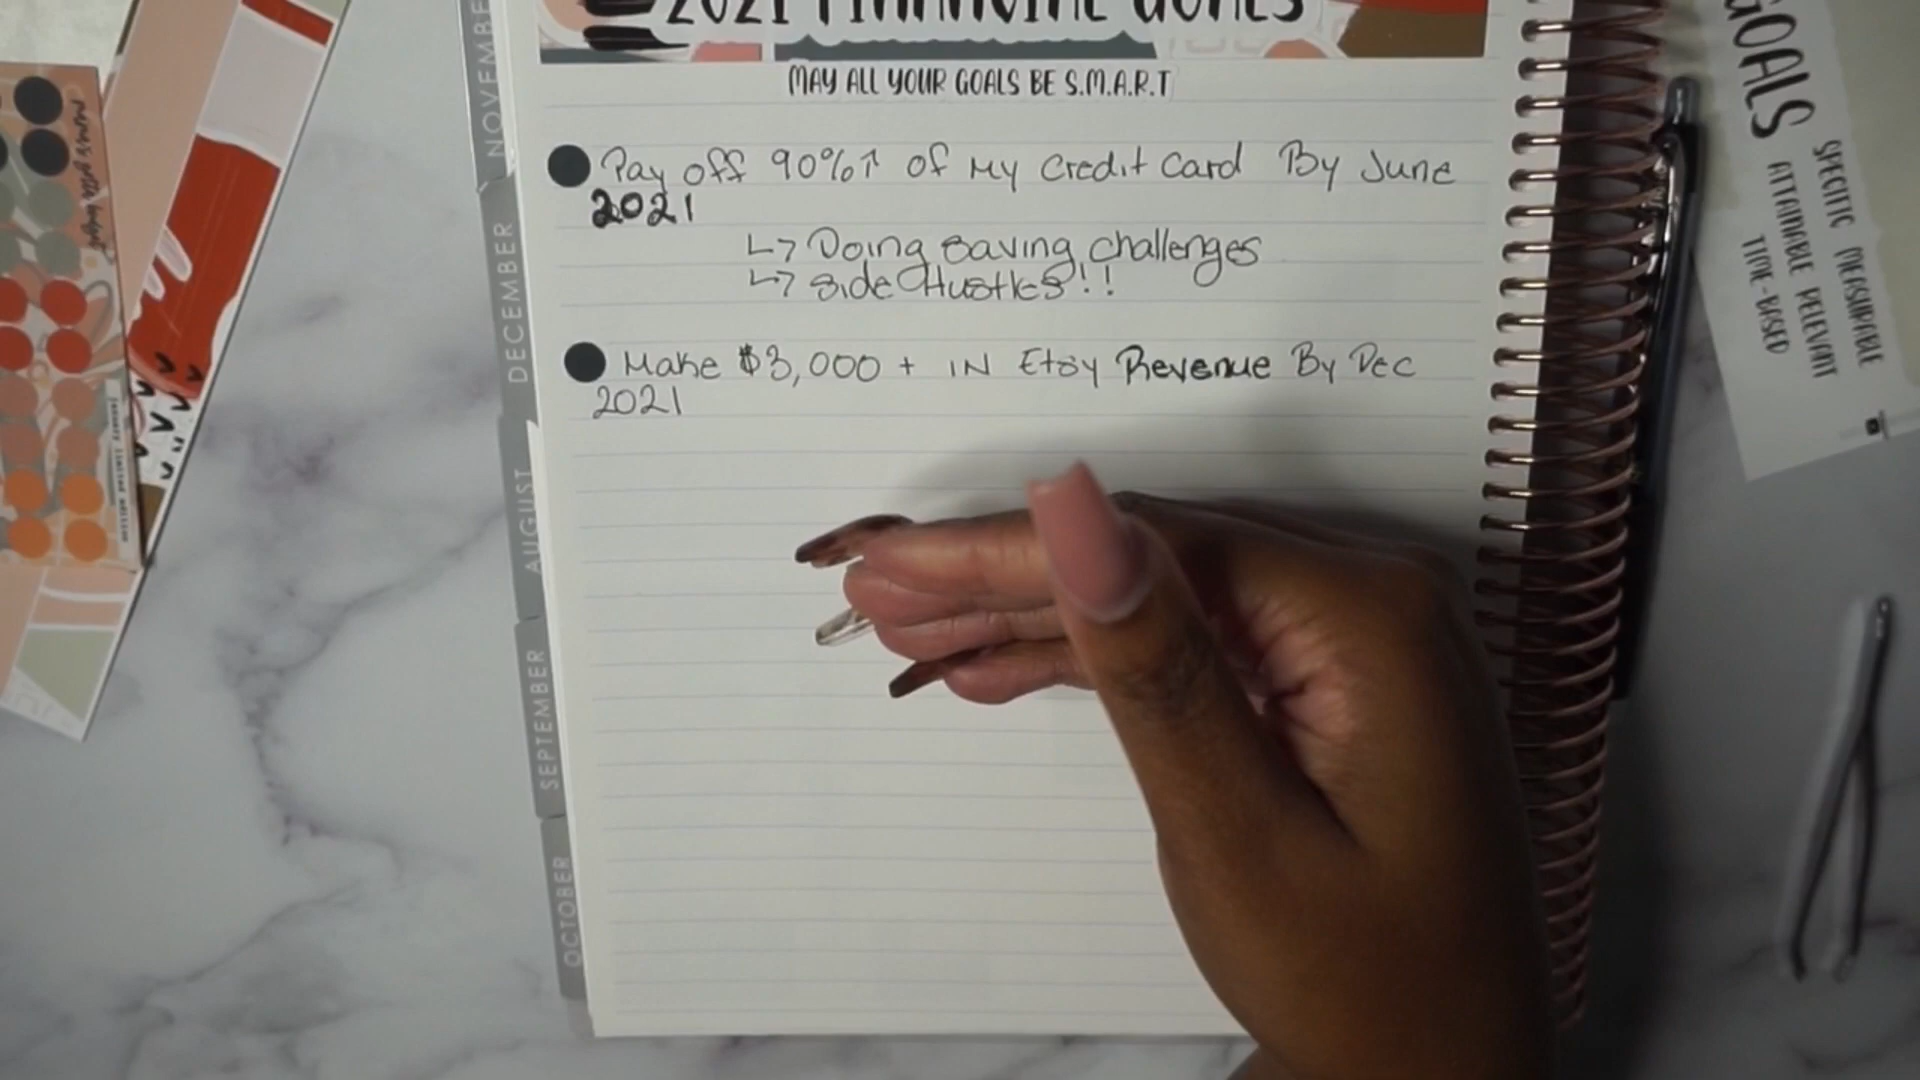 2021 FINANCIAL GOALS
MAY ALL YOUR GOALS BE S.M.A.R.T
Pay off 90%↑ of My Credit Card By June
2021
↳ Doing saving challenges
↳ side Hustles!!
Make $3,000 + IN Etsy Revenue By Dec
2021
NOVEMBE
DECEMBER
AUGUST
SEPTEMBER
OCTOBER
GOALS
SPECIFIC MEASURABLE
ATTAINABLE RELEVANT
TIME-BASED